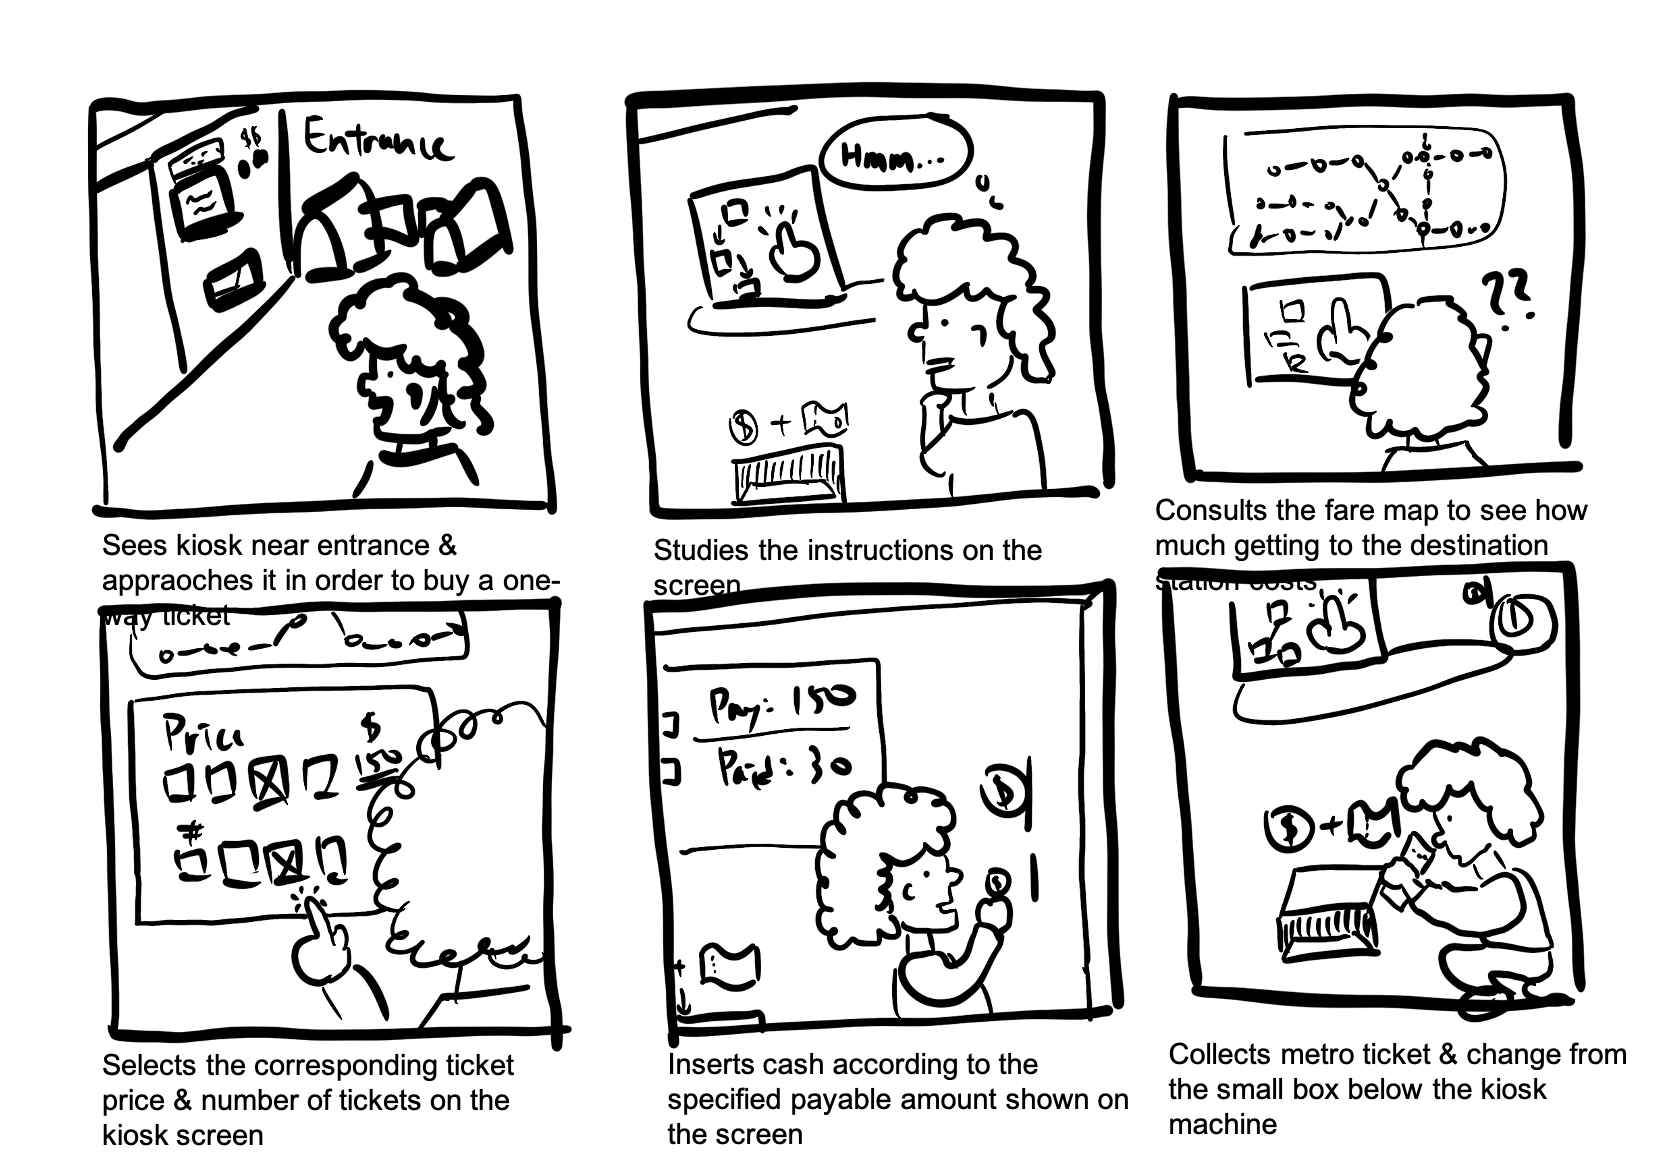 $$
Entrance
Hmm...
$ +
??
Sees kiosk near entrance &
appraoches it in order to buy a one-
way ticket
Studies the instructions on the
screen
Consults the fare map to see how
much getting to the destination
station costs
Price $
150
#
Pay: 150
Paid: 30
$
+
$ +
Selects the corresponding ticket
price & number of tickets on the
kiosk screen
Inserts cash according to the
specified payable amount shown on
the screen
Collects metro ticket & change from
the small box below the kiosk
machine